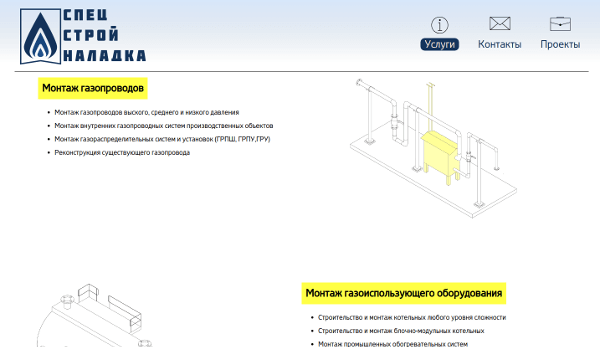 СПЕЦ
СТРОЙ
НАЛАДКА
Услуги
Контакты
Проекты
Монтаж газопроводов
Монтаж газопроводов выского, среднего и низкого давления
Монтаж внутренних газопроводных систем производственных объектов
Монтаж газораспределительных систем и установок (ГРПШ, ГРПУ, ГРУ)
Реконструкция существующего газопровода
Монтаж газоиспользующего оборудования
Строительство и монтаж котельных любого уровня сложности
Строительство и монтаж блочно-модульных котельных
Монтаж промышленных обогревательных систем